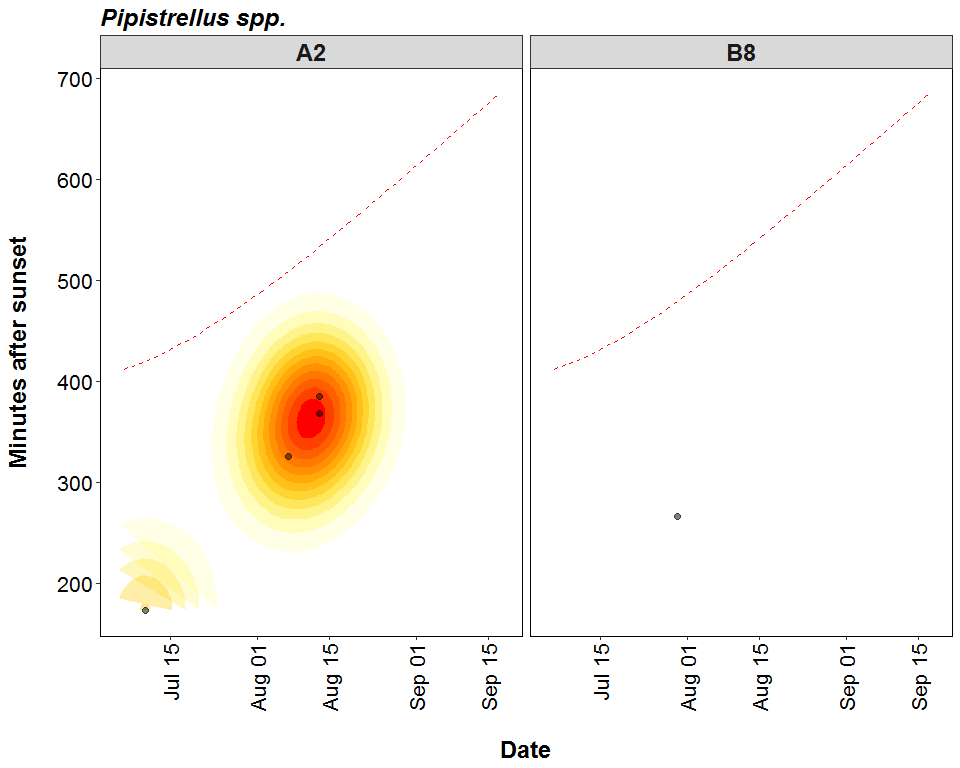 Pipistrellus spp.
A2
B8
700
600
500
400
300
200
Minutes after sunset
Jul 15
Aug 01
Aug 15
Sep 01
Sep 15
Jul 15
Aug 01
Aug 15
Sep 01
Sep 15
Date